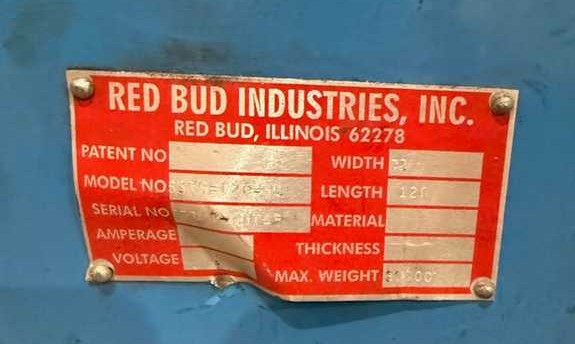 RED BUD INDUSTRIES, INC.
RED BUD, ILLINOIS 62278
PATENT NO
MODEL NO
SERIAL NO
AMPERAGE
VOLTAGE
WIDTH
LENGTH 120
MATERIAL
THICKNESS
MAX. WEIGHT